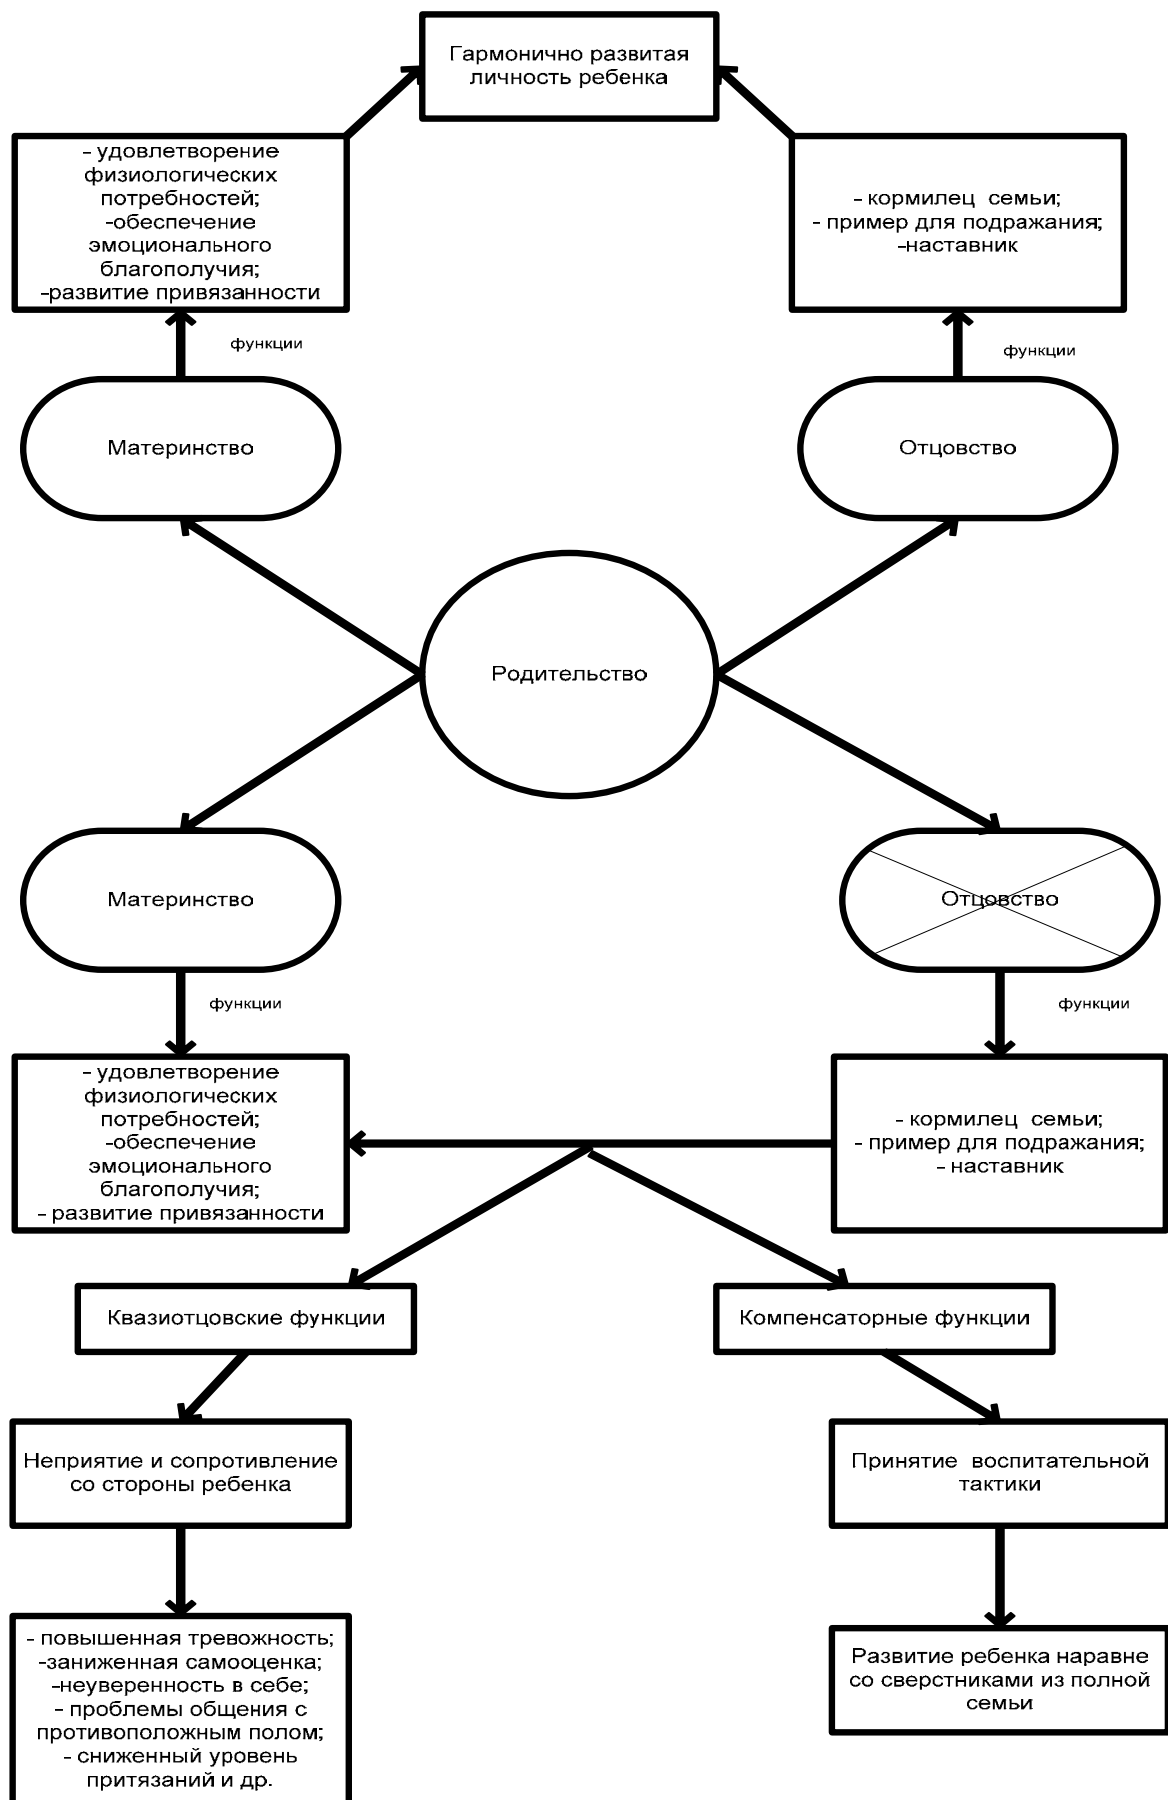 Гармонично развитая
личность ребенка
- удовлетворение
физиологических
потребностей;
-обеспечение
эмоционального
благополучия;
-развитие привязанности
- кормилец семьи;
- пример для подражания;
-наставник
функции
функции
Материнство
Отцовство
Родительство
Материнство
Отцовство
функции
функции
- удовлетворение
физиологических
потребностей;
-обеспечение
эмоционального
благополучия;
- развитие привязанности
- кормилец семьи;
- пример для подражания;
- наставник
Квазиотцовские функции
Компенсаторные функции
Неприятие и сопротивление
со стороны ребенка
Принятие воспитательной
тактики
- повышенная тревожность;
-заниженная самооценка;
-неуверенность в себе;
- проблемы общения с
противоположным полом;
- сниженный уровень
притязаний и др.
Развитие ребенка наравне
со сверстниками из полной
семьи